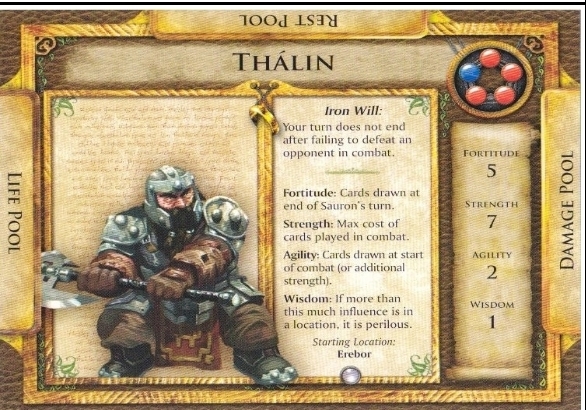 REST POOL
THÁLIN
LIFE POOL
Iron Will:
Your turn does not end
after failing to defeat an
opponent in combat.
Fortitude: Cards drawn at
end of Sauron's turn.
Strength: Max cost of
cards played in combat.
Agility: Cards drawn at start
of combat (or additional
strength).
Wisdom: If more than
this much influence is in
a location, it is perilous.
Starting Location:
Erebor
FORTITUDE
5
STRENGTH
7
AGILITY
2
WISDOM
1
DAMAGE POOL